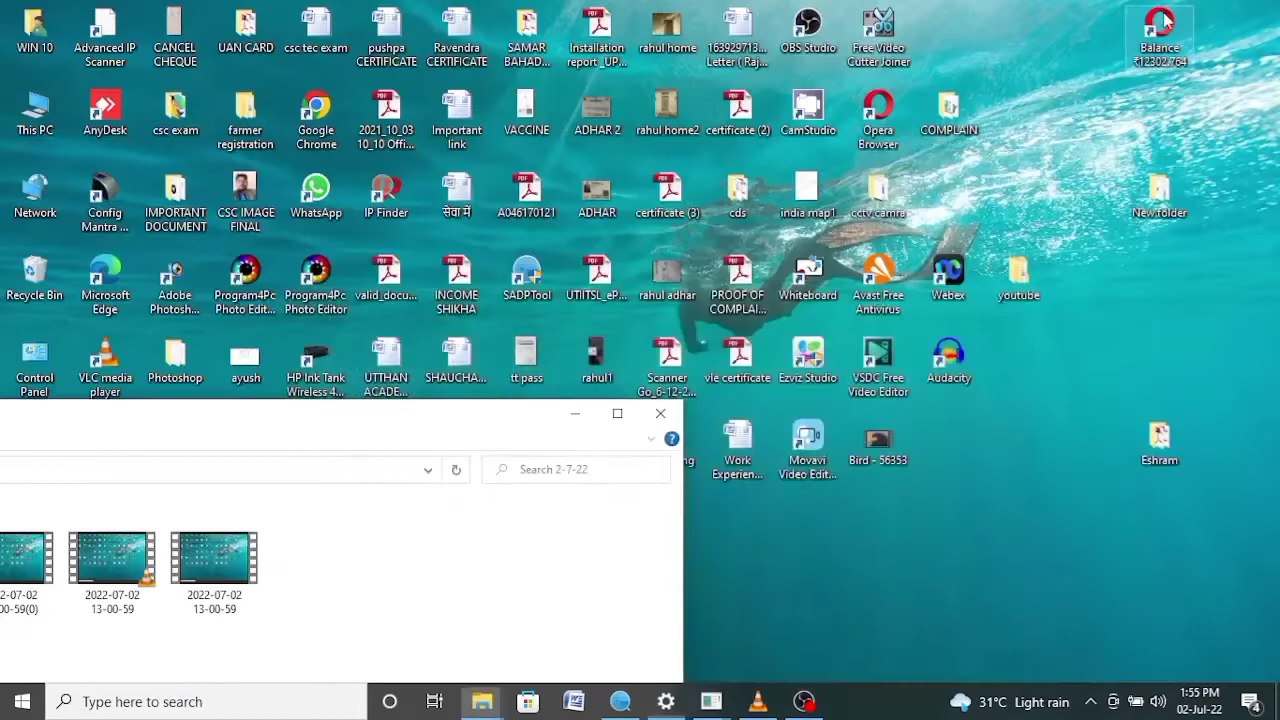 WIN 10
Advanced IP
Scanner
CANCEL
CHEQUE
UAN CARD
csc tec exam
pushpa
CERTIFICATE
Ravendra
CERTIFICATE
SAMAR
BAHAD...
Installation
report _UP...
rahul home
163929713...
Letter ( Raj...
OBS Studio
Free Video
Cutter Joiner
Balance
₹12302.764
This PC
AnyDesk
csc exam
farmer
registration
Google
Chrome
2021_10_03
10_10 Offi...
Important
link
VACCINE
ADHAR 2
rahul home2
certificate (2)
CamStudio
Opera
Browser
COMPLAIN
Network
Config
Mantra ...
IMPORTANT
DOCUMENT
CSC IMAGE
FINAL
WhatsApp
IP Finder
सेवा में
A046170121
ADHAR
certificate (3)
cds
india map1
cctv camra
New folder
Recycle Bin
Microsoft
Edge
Adobe
Photosh...
Program4Pc
Photo Edit...
Program4Pc
Photo Editor
valid_docu...
INCOME
SHIKHA
SADPTool
UTIITSL_eP...
rahul adhar
PROOF OF
COMPLAI...
Whiteboard
Avast Free
Antivirus
Webex
youtube
Control
Panel
VLC media
player
Photoshop
ayush
HP Ink Tank
Wireless 4...
UTTHAN
ACADE...
SHAUCHA...
tt pass
rahul1
Scanner
Go_6-12-2...
vle certificate
Ezviz Studio
VSDC Free
Video Editor
Audacity
Work
Experien...
Movavi
Video Edit...
Bird - 56353
Eshram
Search 2-7-22
2-07-02
00-59(0)
2022-07-02
13-00-59
2022-07-02
13-00-59
Type here to search
31°C Light rain
1:55 PM
02-Jul-22
4